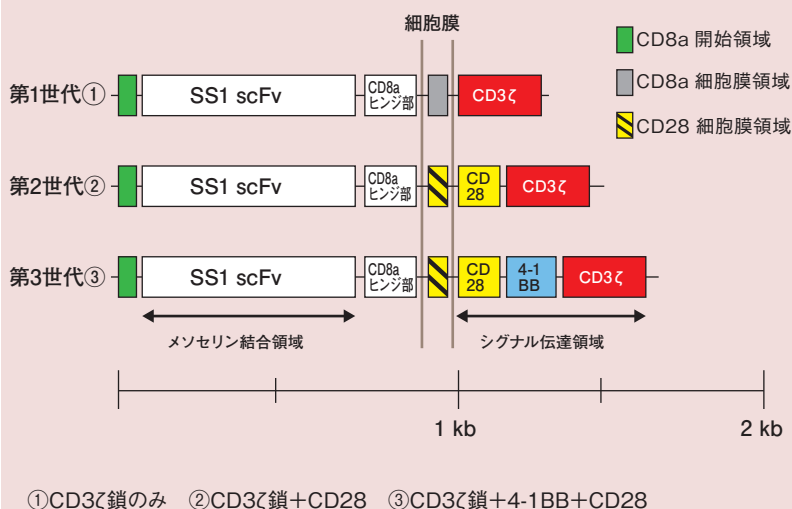 細胞膜
CD8a 開始領域
CD8a 細胞膜領域
CD28 細胞膜領域
第1世代①
SS1 scFv
CD8a
ヒンジ部
CD3ζ
第2世代②
SS1 scFv
CD8a
ヒンジ部
CD
28
CD3ζ
第3世代③
SS1 scFv
CD8a
ヒンジ部
CD
28
4-1
BB
CD3ζ
メソセリン結合領域
シグナル伝達領域
1 kb
2 kb
①CD3ζ鎖のみ ②CD3ζ鎖+CD28 ③CD3ζ鎖+4-1BB+CD28